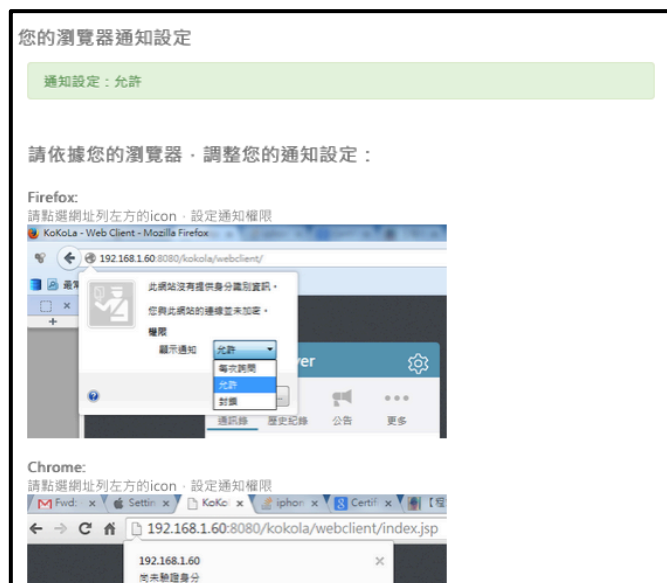 您的瀏覽器通知設定
通知設定：允許
請依據您的瀏覽器，調整您的通知設定：
Firefox:
請點選網址列左方的icon，設定通知權限
KoKoLa - Web Client - Mozilla Firefox
192.168.1.60:8080/kokola/webclient/
最常
此網站沒有提供身分識別資訊。
您與此網站的連線並未加密。
權限
顯示通知 允許
每次詢問
允許
封鎖
ver
通訊錄 歷史紀錄 公告 更多
Chrome:
請點選網址列左方的icon，設定通知權限
Fwd: x Settin x KoKo x iphon x Certif x 【程
192.168.1.60:8080/kokola/webclient/index.jsp
192.168.1.60 ×
尚未驗證身分